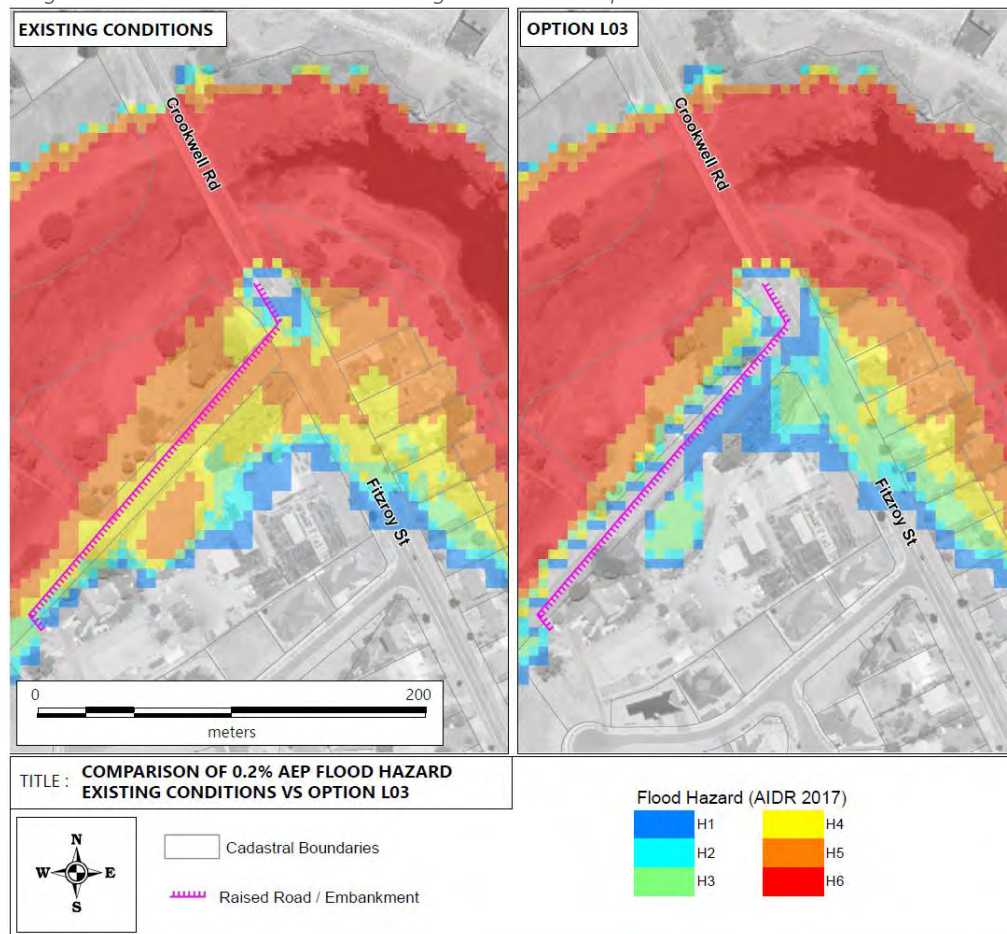 EXISTING CONDITIONS
OPTION L03
Crookwell Rd
Crookwell Rd
Fitzroy St
Fitzroy St
0 200
meters
TITLE : COMPARISON OF 0.2% AEP FLOOD HAZARD
EXISTING CONDITIONS VS OPTION L03
N
W E
S
Cadastral Boundaries
Raised Road / Embankment
Flood Hazard (AIDR 2017)
H1 H4
H2 H5
H3 H6